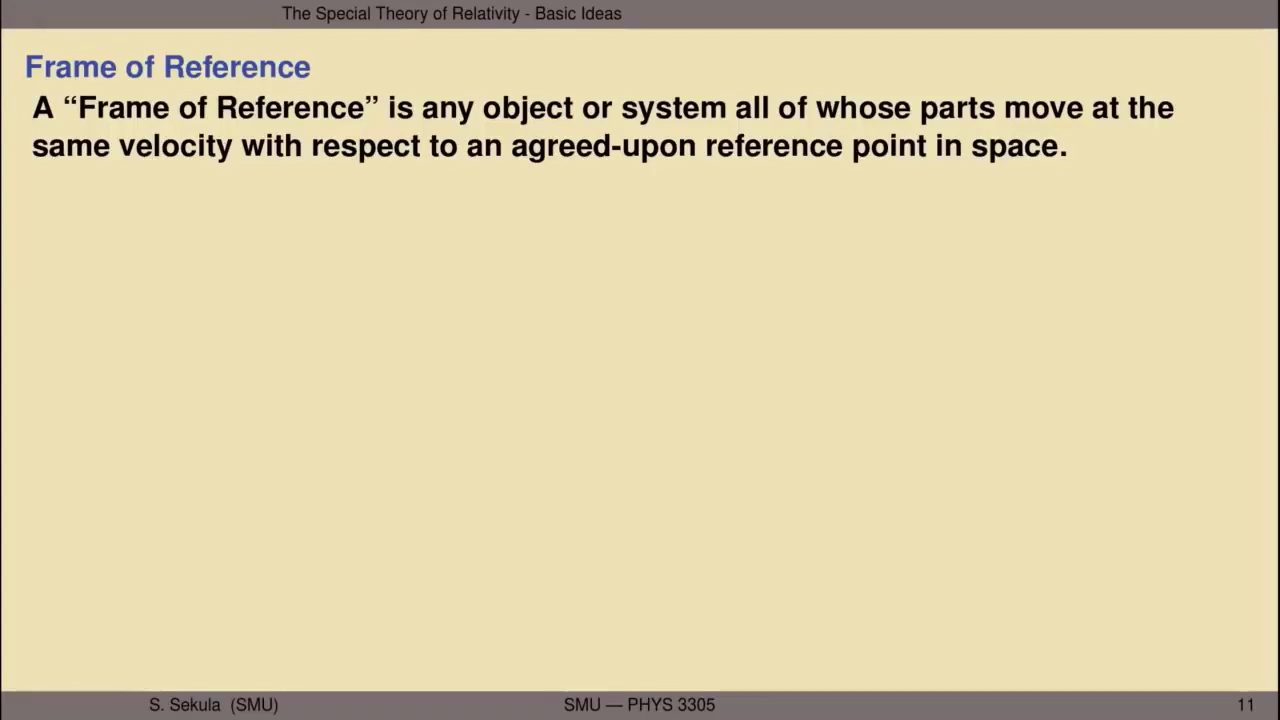 The Special Theory of Relativity - Basic Ideas
Frame of Reference
A “Frame of Reference” is any object or system all of whose parts move at the
same velocity with respect to an agreed-upon reference point in space.
S. Sekula (SMU) SMU — PHYS 3305 11